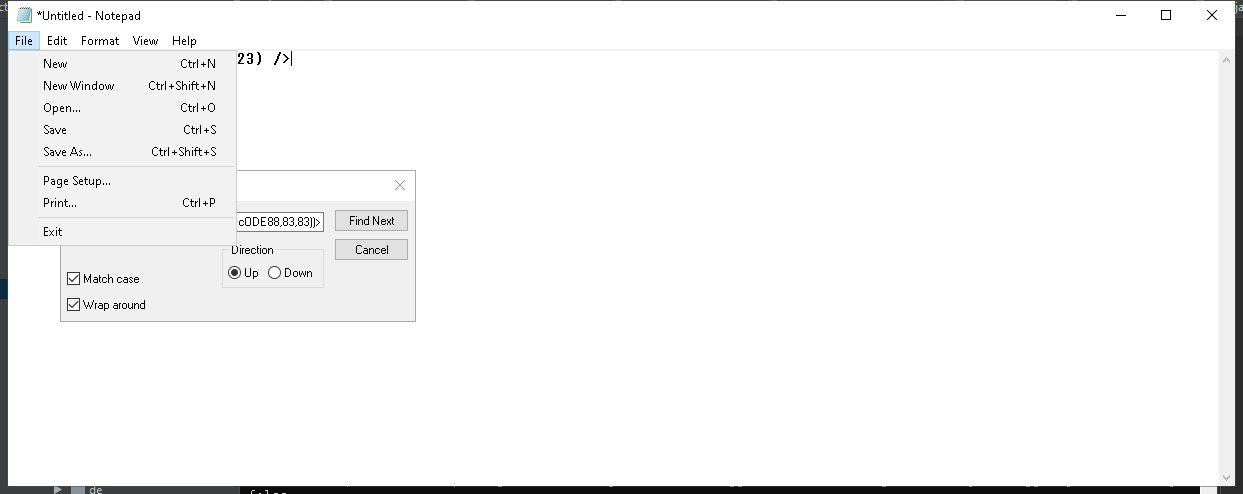 *Untitled - Notepad
File Edit Format View Help
23) />
New Ctrl+N
New Window Ctrl+Shift+N
Open... Ctrl+O
Save Ctrl+S
Save As... Ctrl+Shift+S
Page Setup...
Print... Ctrl+P
Exit
cODE88,83,83))> Find Next
Direction Cancel
Up Down
Match case
Wrap around
de